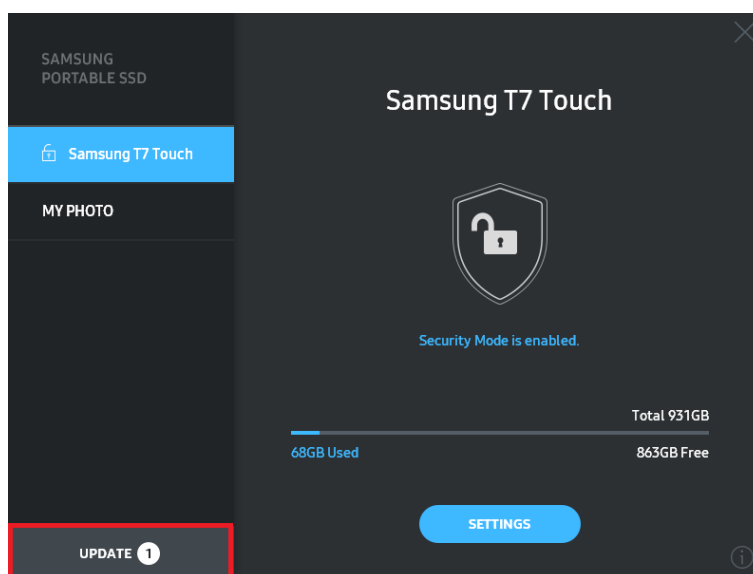 SAMSUNG
PORTABLE SSD
Samsung T7 Touch
MY PHOTO
UPDATE 1
Samsung T7 Touch
Security Mode is enabled.
Total 931GB
68GB Used
863GB Free
SETTINGS